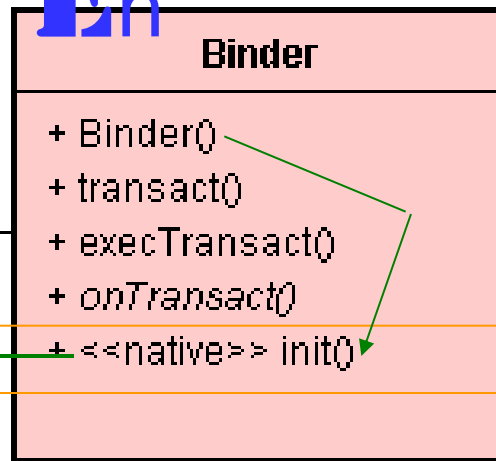 Binder
+ Binder()
+ transact()
+ execTransact()
+ onTransact()
+ <<native>> init()